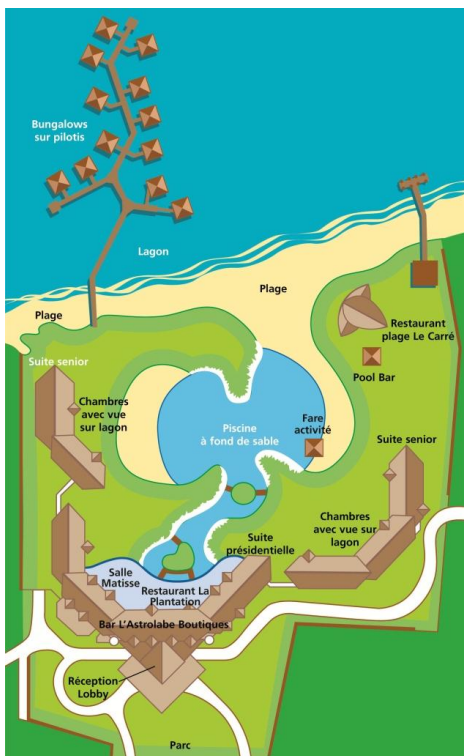 Bungalows
sur pilotis
Lagon
Plage
Plage
Restaurant
plage Le Carré
Suite senior
Pool Bar
Chambres
avec vue
sur lagon
Piscine
à fond de sable
Fare
activité
Suite senior
Chambres
avec vue sur
lagon
Suite
présidentielle
Salle
Matisse
Restaurant La
Plantation
Bar L'Astrolabe Boutiques
Réception
Lobby
Parc